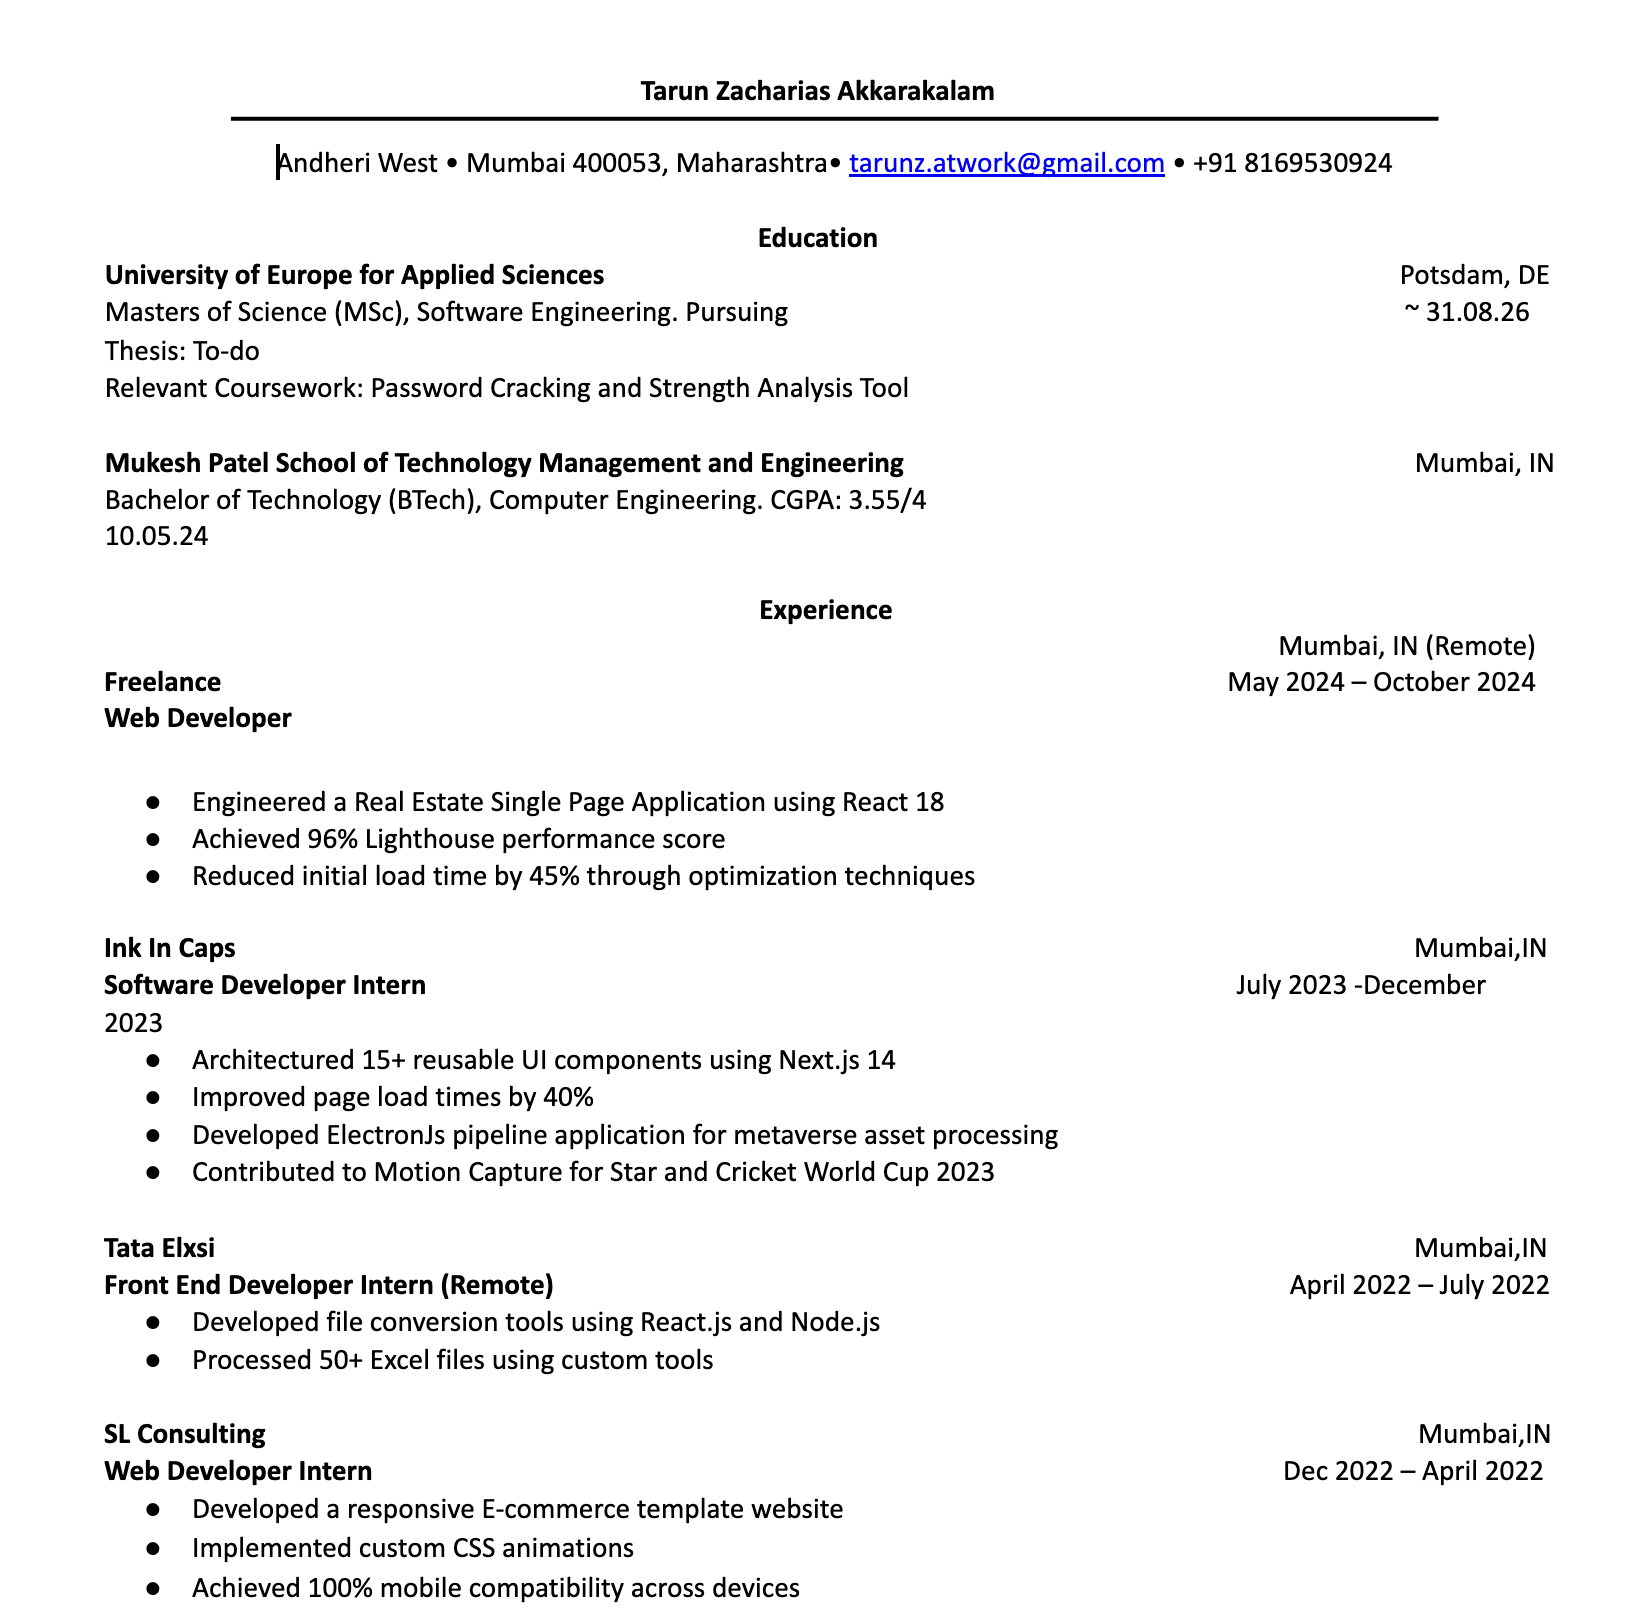 Tarun Zacharias Akkarakalam
Andheri West • Mumbai 400053, Maharashtra• tarunz.atwork@gmail.com • +91 8169530924
Education
University of Europe for Applied Sciences Potsdam, DE
Masters of Science (MSc), Software Engineering. Pursuing ~ 31.08.26
Thesis: To-do
Relevant Coursework: Password Cracking and Strength Analysis Tool
Mukesh Patel School of Technology Management and Engineering Mumbai, IN
Bachelor of Technology (BTech), Computer Engineering. CGPA: 3.55/4
10.05.24
Experience
Mumbai, IN (Remote)
Freelance May 2024 – October 2024
Web Developer
● Engineered a Real Estate Single Page Application using React 18
● Achieved 96% Lighthouse performance score
● Reduced initial load time by 45% through optimization techniques
Ink In Caps Mumbai,IN
Software Developer Intern July 2023 -December
2023
● Architectured 15+ reusable UI components using Next.js 14
● Improved page load times by 40%
● Developed ElectronJs pipeline application for metaverse asset processing
● Contributed to Motion Capture for Star and Cricket World Cup 2023
Tata Elxsi Mumbai,IN
Front End Developer Intern (Remote) April 2022 – July 2022
● Developed file conversion tools using React.js and Node.js
● Processed 50+ Excel files using custom tools
SL Consulting Mumbai,IN
Web Developer Intern Dec 2022 – April 2022
● Developed a responsive E-commerce template website
● Implemented custom CSS animations
● Achieved 100% mobile compatibility across devices